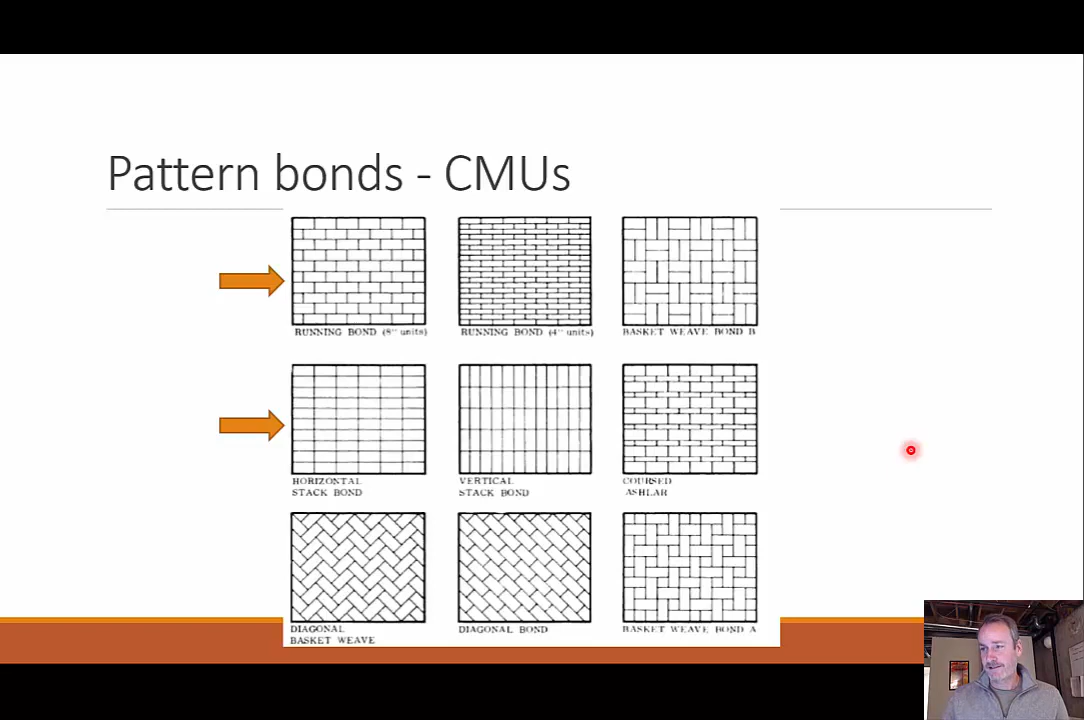 Pattern bonds - CMUs
RUNNING BOND (8" units)
RUNNING BOND (4" units)
BASKET WEAVE BOND B
HORIZONTAL
STACK BOND
VERTICAL
STACK BOND
COURSED
ASHLAR
DIAGONAL
BASKET WEAVE
DIAGONAL BOND
BASKET WEAVE BOND A